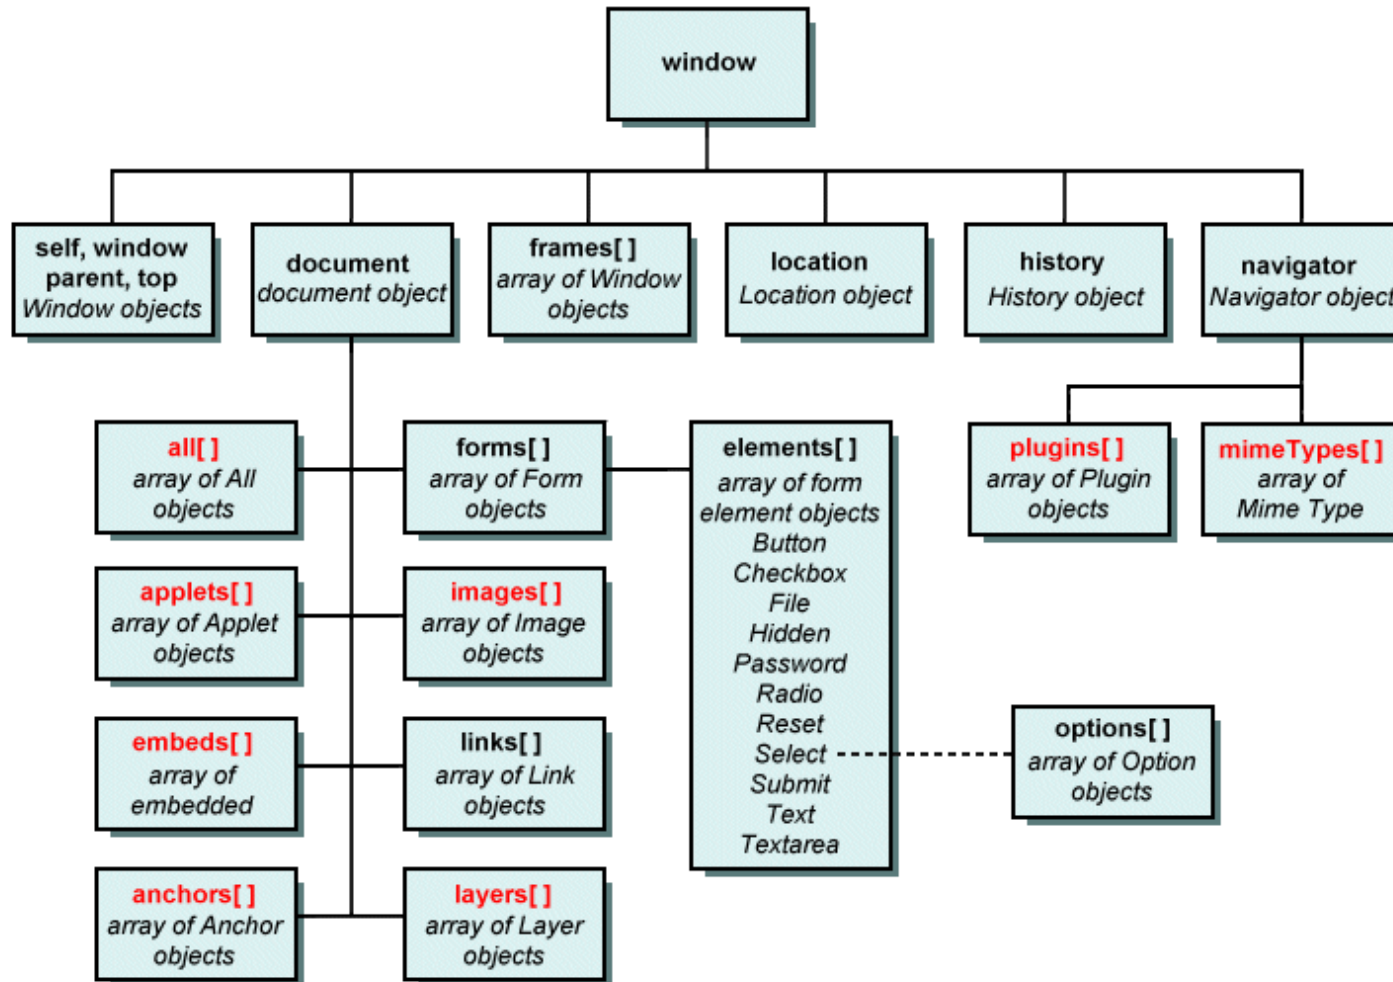 window
self, window
parent, top
Window objects
document
document object
frames[ ]
array of Window
objects
location
Location object
history
History object
navigator
Navigator object
all[ ]
array of All
objects
forms[ ]
array of Form
objects
elements[ ]
array of form
element objects
Button
Checkbox
File
Hidden
Password
Radio
Reset
Select
Submit
Text
Textarea
plugins[ ]
array of Plugin
objects
mimeTypes[ ]
array of
Mime Type
applets[ ]
array of Applet
objects
images[ ]
array of Image
objects
embeds[ ]
array of
embedded
links[ ]
array of Link
objects
options[ ]
array of Option
objects
anchors[ ]
array of Anchor
objects
layers[ ]
array of Layer
objects